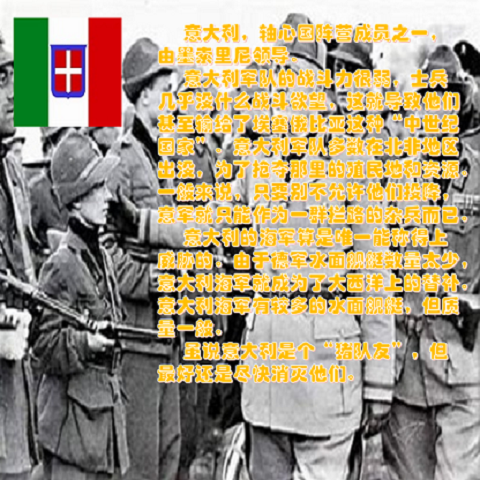 意大利，轴心国阵营成员之一，
由墨索里尼领导。
意大利军队的战斗力很弱，士兵
几乎没什么战斗欲望，这就导致他们
甚至输给了埃塞俄比亚这种“中世纪
国家”。意大利军队多数在北非地区
出没，为了抢夺那里的殖民地和资源。
一般来说，只要别不允许他们投降，
意军就只能作为一群拦路的杂兵而已。
意大利的海军算是唯一能称得上
威胁的，由于德军水面舰艇数量太少，
意大利海军就成为了大西洋上的替补。
意大利海军有较多的水面舰艇，但质
量一般。
虽说意大利是个“猪队友”，但
最好还是尽快消灭他们。